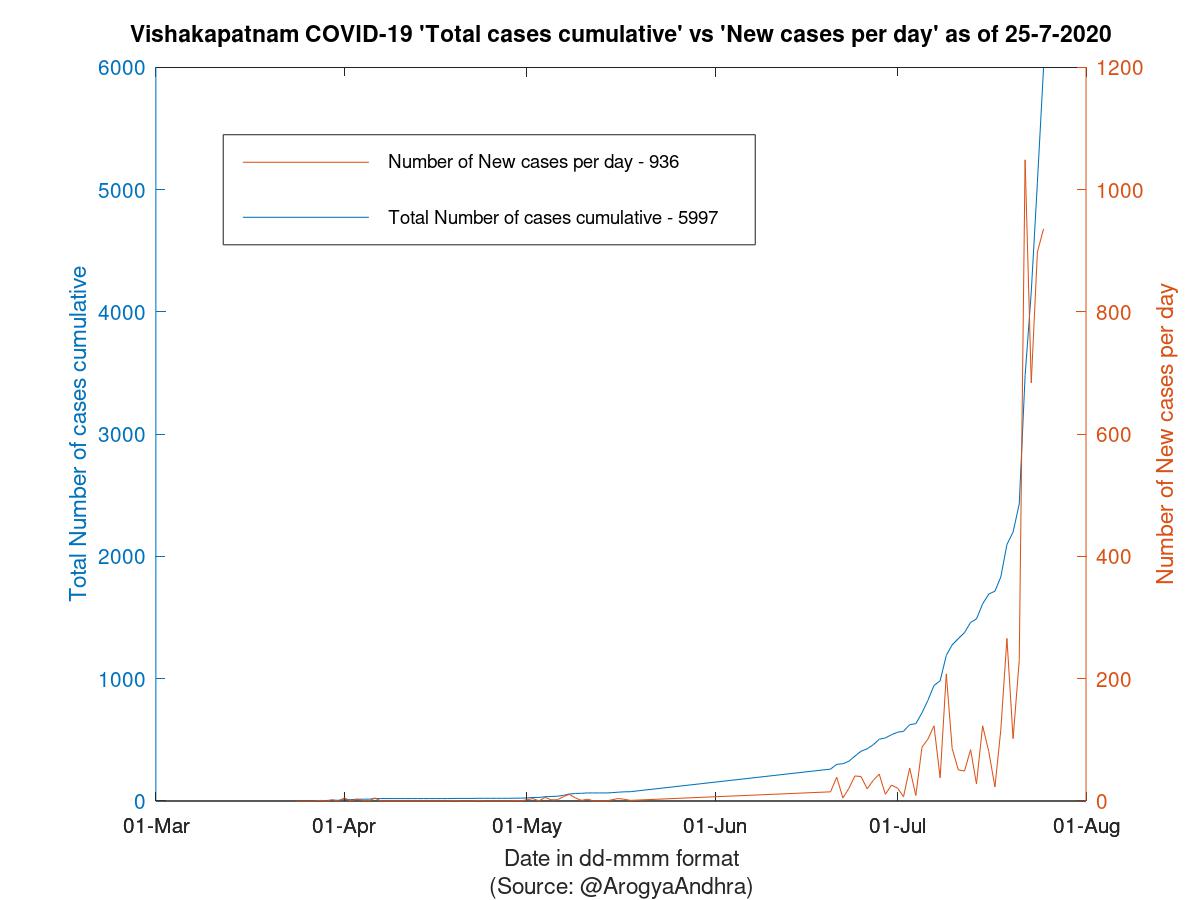 Vishakapatnam COVID-19 'Total cases cumulative' vs 'New cases per day' as of 25-7-2020
6000
5000
4000
3000
2000
1000
0
Total Number of cases cumulative
Number of New cases per day - 936
Total Number of cases cumulative - 5997
1200
1000
800
600
400
200
0
Number of New cases per day
01-Mar
01-Apr
01-May
01-Jun
01-Jul
01-Aug
Date in dd-mmm format
(Source: @ArogyaAndhra)